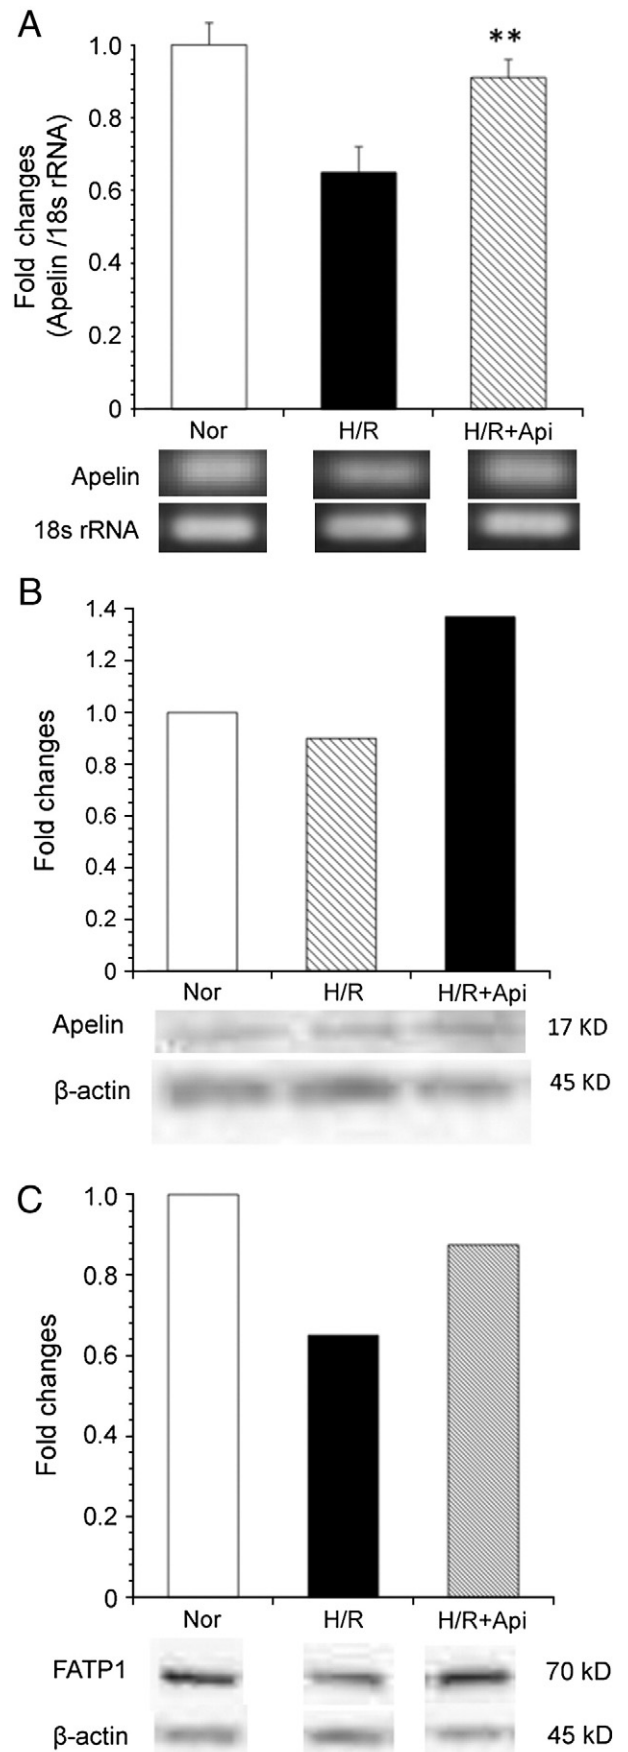 A
**
Fold changes
(Apelin /18s rRNA)
1.0
0.8
0.6
0.4
0.2
0
Nor H/R H/R+Api
Apelin
18s rRNA
B
Fold changes
1.4
1.2
1.0
0.8
0.6
0.4
0.2
0
Nor H/R H/R+Api
Apelin 17 KD
β-actin 45 KD
C
Fold changes
1.0
0.8
0.6
0.4
0.2
0
Nor H/R H/R+Api
FATP1 70 kD
β-actin 45 kD